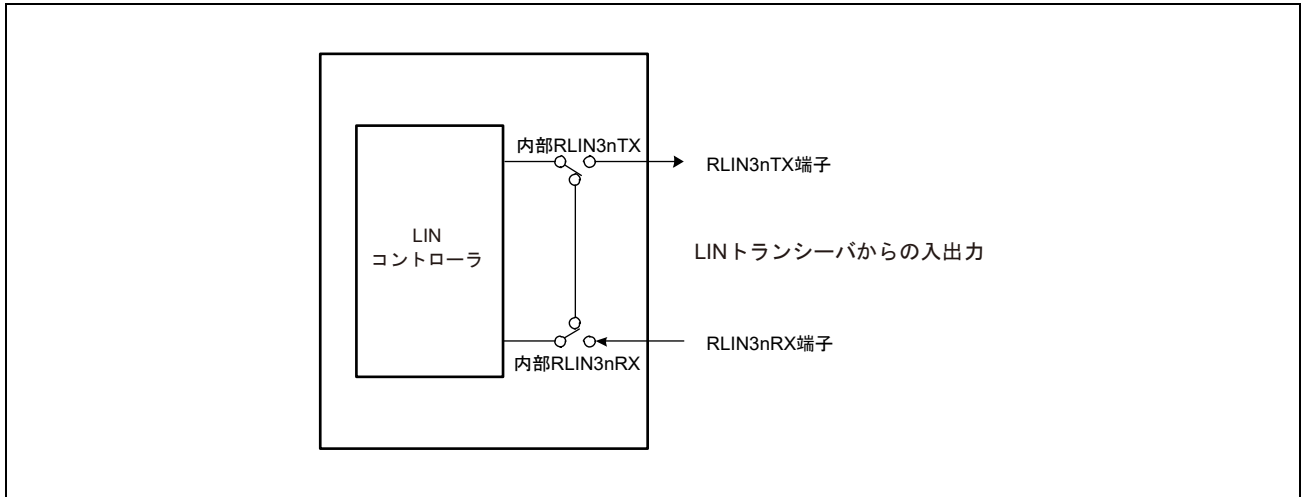 内部RLIN3nTX
RLIN3nTX端子
LIN
コントローラ
LINトランシーバからの入出力
RLIN3nRX端子
内部RLIN3nRX